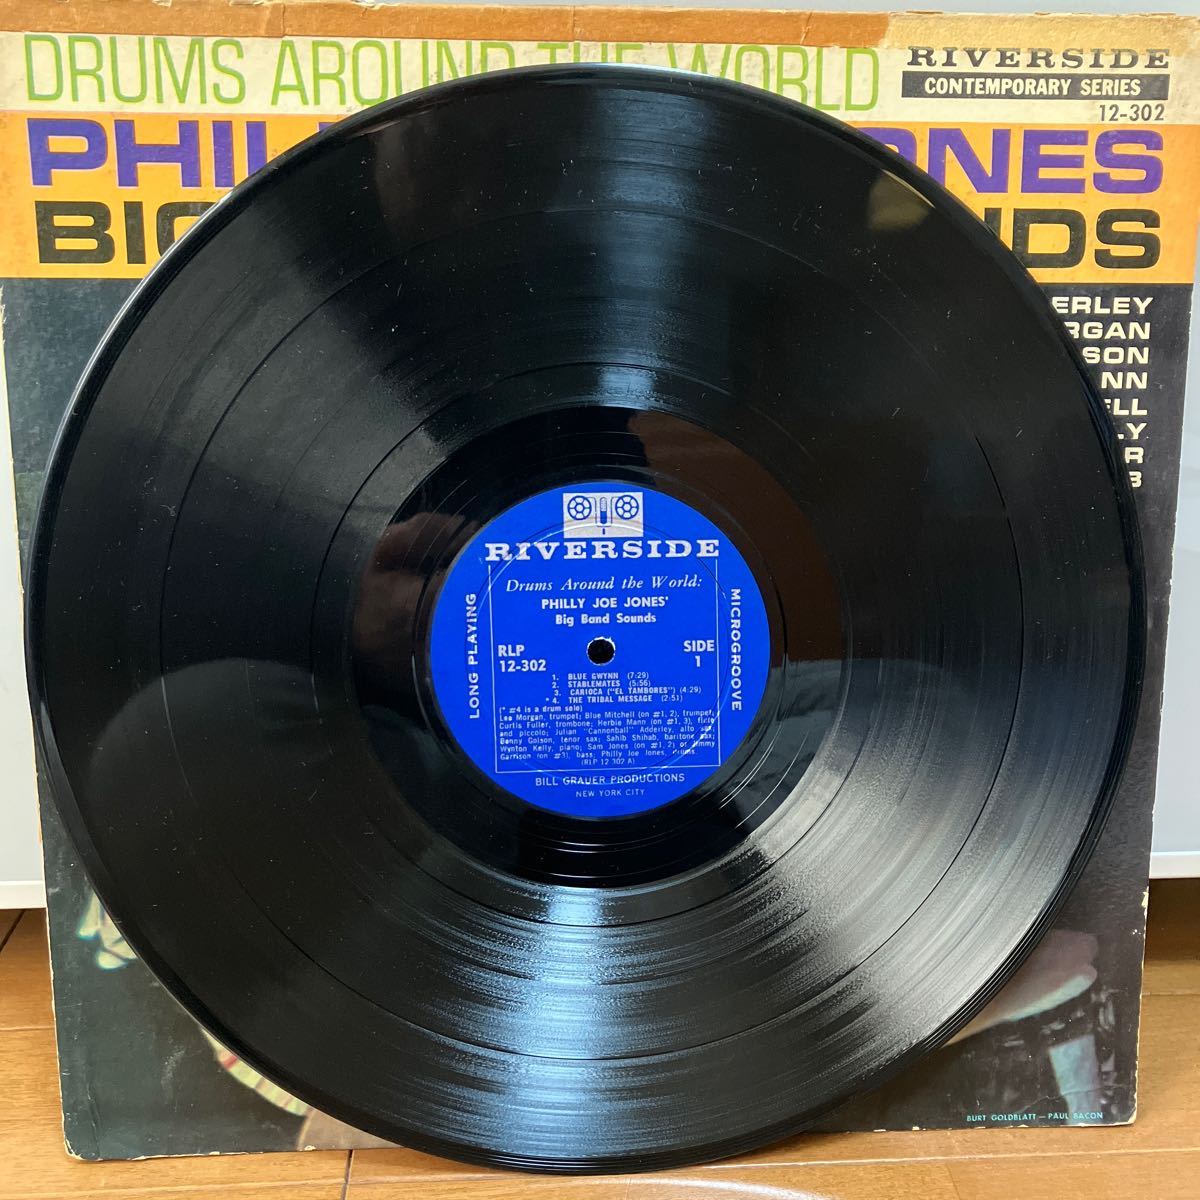 DRUMS AROUND THE WORLD
RIVERSIDE
CONTEMPORARY SERIES
12-302
PHIL ONES
BIG NDS
ERLEY
RGAN
SON
NN
ELL
LY
R
B
RIVERSIDE
Drums Around the World:
PHILLY JOE JONES'
Big Band Sounds
LONG PLAYING
MICROGROOVE
RLP
12-302
SIDE
1
1. BLUE GWYNN (7:29)
2. STABLEMATES (5:56)
3. CARIOCA ("EL TAMBORES") (4:29)
* 4. THE TRIBAL MESSAGE (2:51)
(* #4 is a drum solo)
Lee Morgan, trumpet; Blue Mitchell (on #1, 2), trumpet;
Curtis Fuller, trombone; Herbie Mann (on #1, 3), flute
and piccolo; Julian "Cannonball" Adderley, alto sax;
Benny Golson, tenor sax; Sahib Shihab, baritone sax;
Wynton Kelly, piano; Sam Jones (on #1, 2) or Jimmy
Garrison (on #3), bass; Philly Joe Jones, drums.
(RLP 12 302 A)
BILL GRAUER PRODUCTIONS
NEW YORK CITY
BURT GOLDBLATT — PAUL BACON